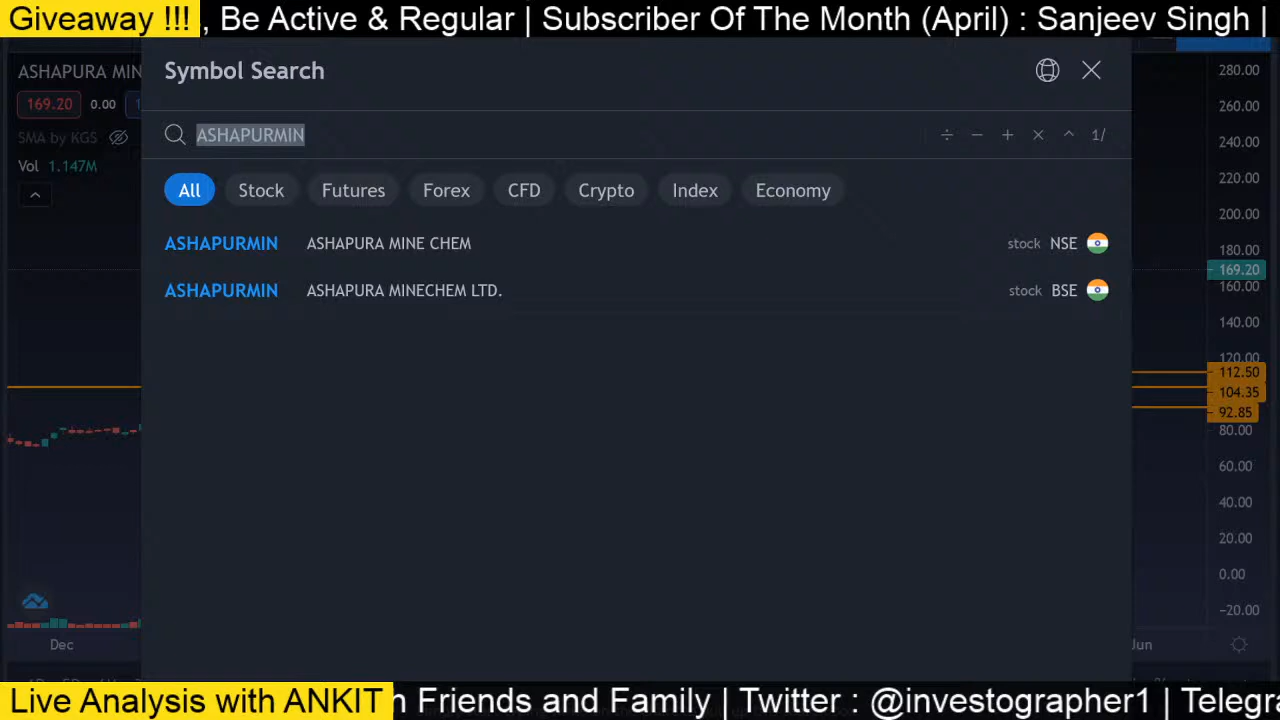 Giveaway !!! , Be Active & Regular | Subscriber Of The Month (April) : Sanjeev Singh |
ASHAPURA MIN
Symbol Search
280.00
169.20 0.00
260.00
SMA by KGS
ASHAPURMIN
÷ − + × ^ 1/
240.00
Vol 1.147M
220.00
All Stock Futures Forex CFD Crypto Index Economy
200.00
ASHAPURMIN ASHAPURA MINE CHEM stock NSE
180.00
169.20
160.00
ASHAPURMIN ASHAPURA MINECHEM LTD. stock BSE
140.00
120.00
112.50
104.35
92.85
80.00
60.00
40.00
20.00
0.00
−20.00
Dec Jun
Live Analysis with ANKIT n Friends and Family | Twitter : @investographer1 | Telegra